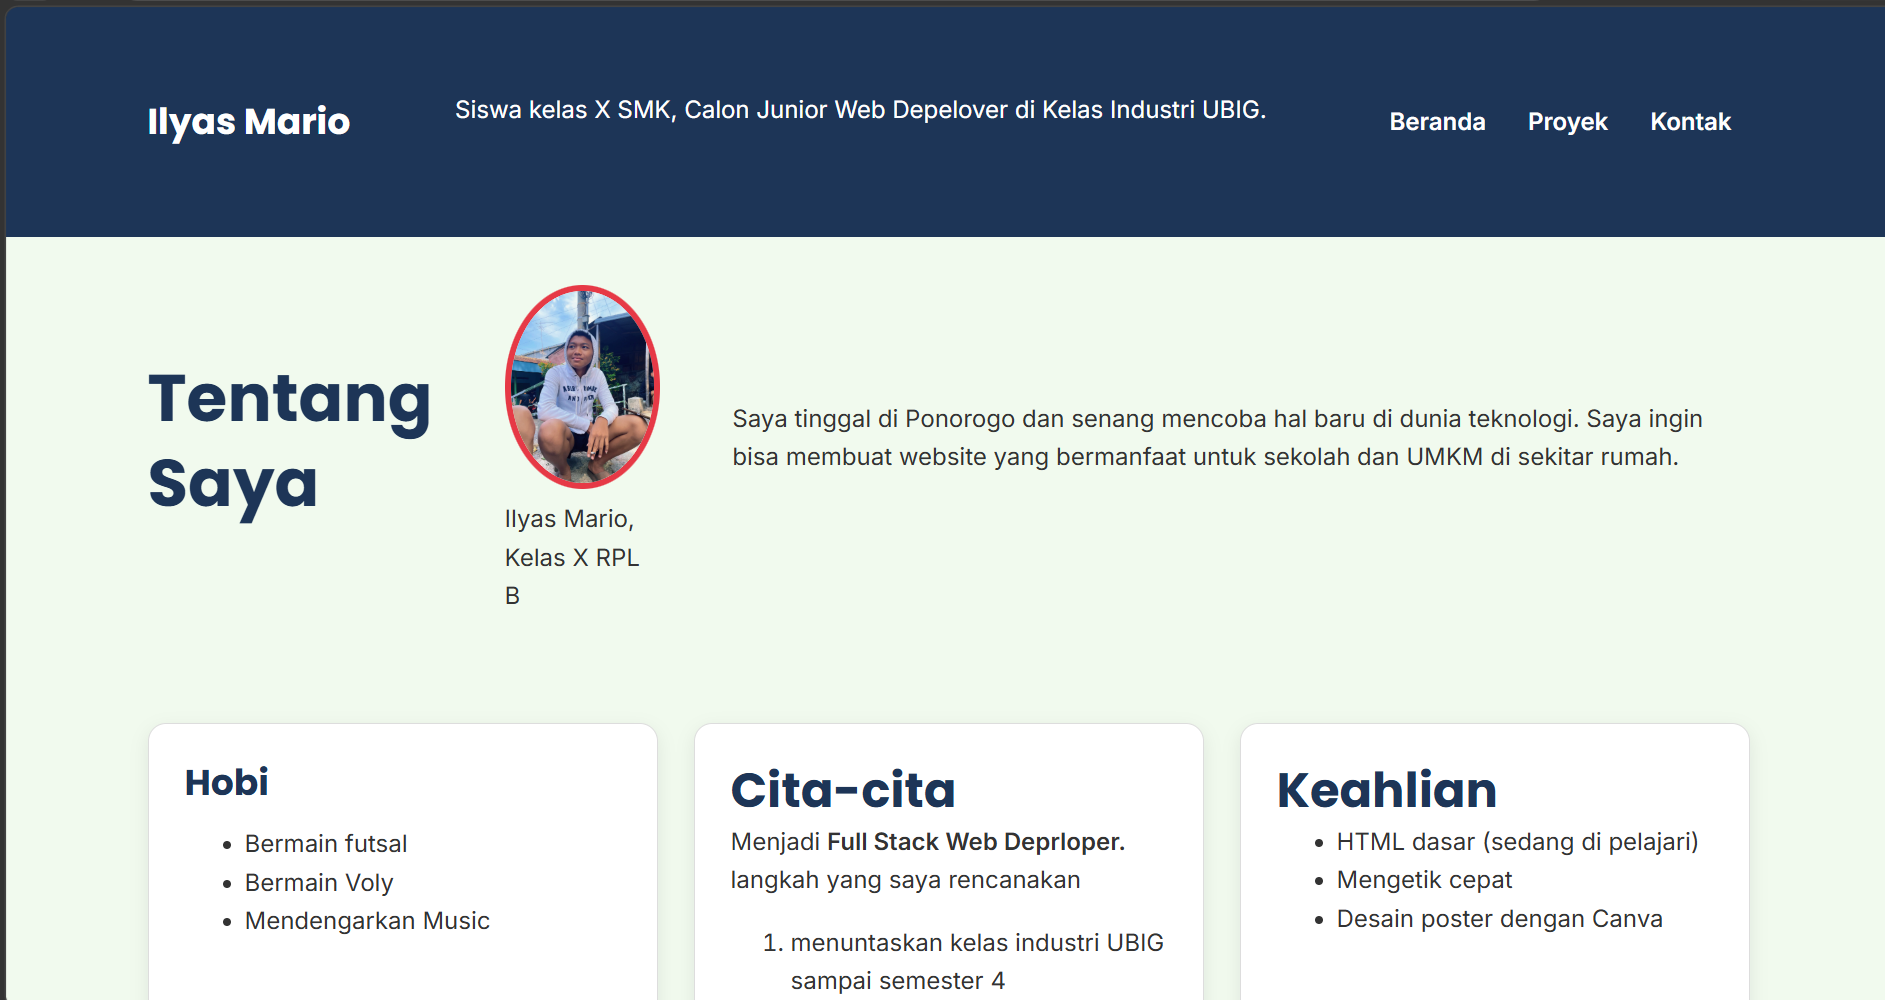 Ilyas Mario
Siswa kelas X SMK, Calon Junior Web Depelover di Kelas Industri UBIG.
Beranda Proyek Kontak
Tentang
Saya
Ilyas Mario,
Kelas X RPL
B
Saya tinggal di Ponorogo dan senang mencoba hal baru di dunia teknologi. Saya ingin
bisa membuat website yang bermanfaat untuk sekolah dan UMKM di sekitar rumah.
Hobi
• Bermain futsal
• Bermain Voly
• Mendengarkan Music
Cita-cita
Menjadi Full Stack Web Deprloper.
langkah yang saya rencanakan
1. menuntaskan kelas industri UBIG
sampai semester 4
Keahlian
• HTML dasar (sedang di pelajari)
• Mengetik cepat
• Desain poster dengan Canva